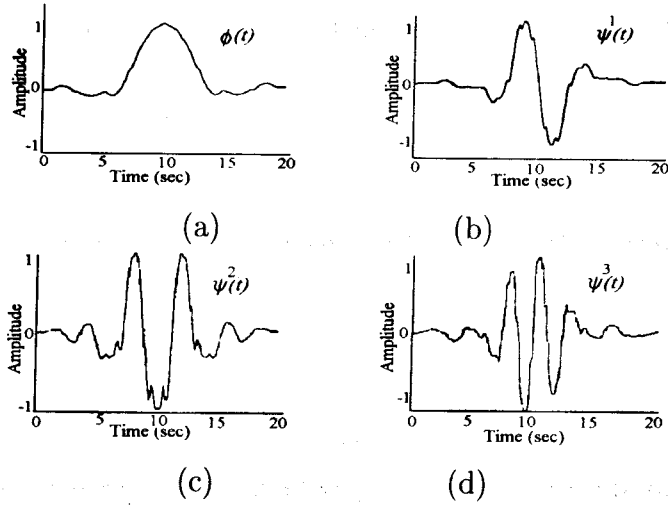 1
0
-1
Amplitude
ϕ(t)
0 5 10 15 20
Time (sec)
(a)
1
0
-1
Amplitude
ψ¹(t)
0 5 10 15 20
Time (sec)
(b)
1
0
-1
Amplitude
ψ²(t)
0 5 10 15 20
Time (sec)
(c)
1
0
-1
Amplitude
ψ³(t)
0 5 10 15 20
Time (sec)
(d)